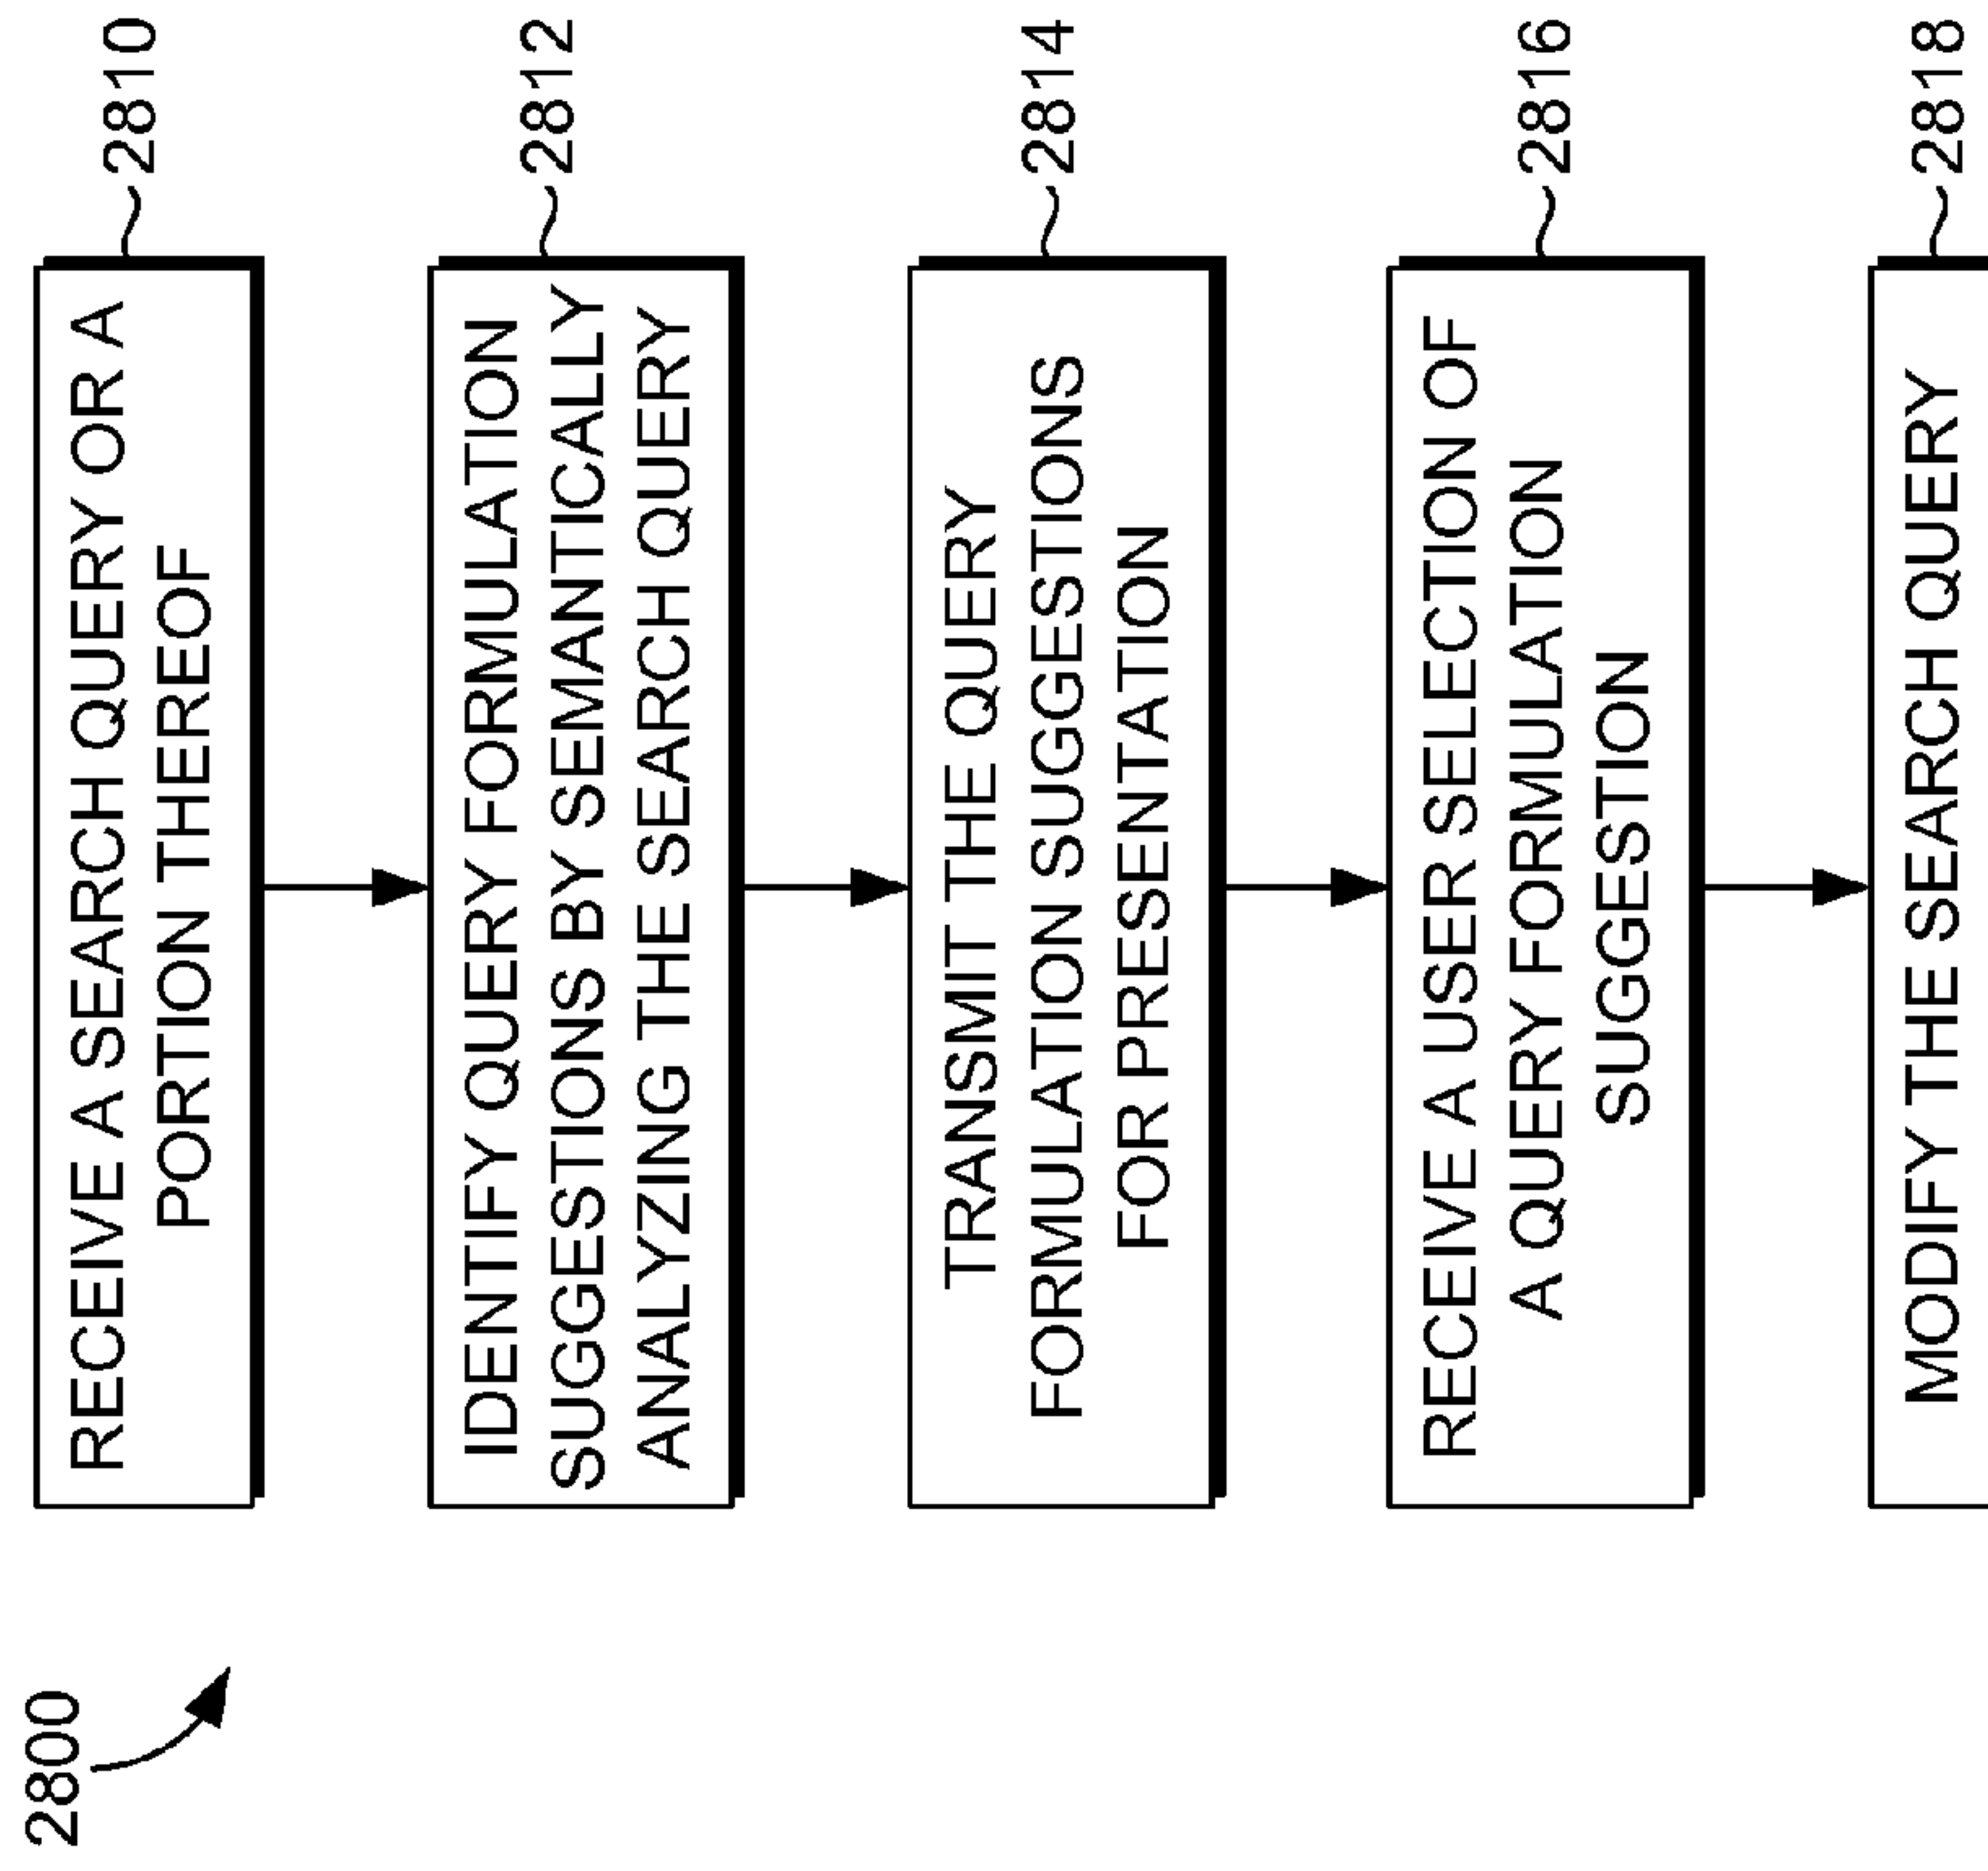 2800
RECEIVE A SEARCH QUERY OR A
PORTION THEREOF
2810
IDENTIFY QUERY FORMULATION
SUGGESTIONS BY SEMANTICALLY
ANALYZING THE SEARCH QUERY
2812
TRANSMIT THE QUERY
FORMULATION SUGGESTIONS
FOR PRESENTATION
2814
RECEIVE A USER SELECTION OF
A QUERY FORMULATION
SUGGESTION
2816
MODIFY THE SEARCH QUERY
2818